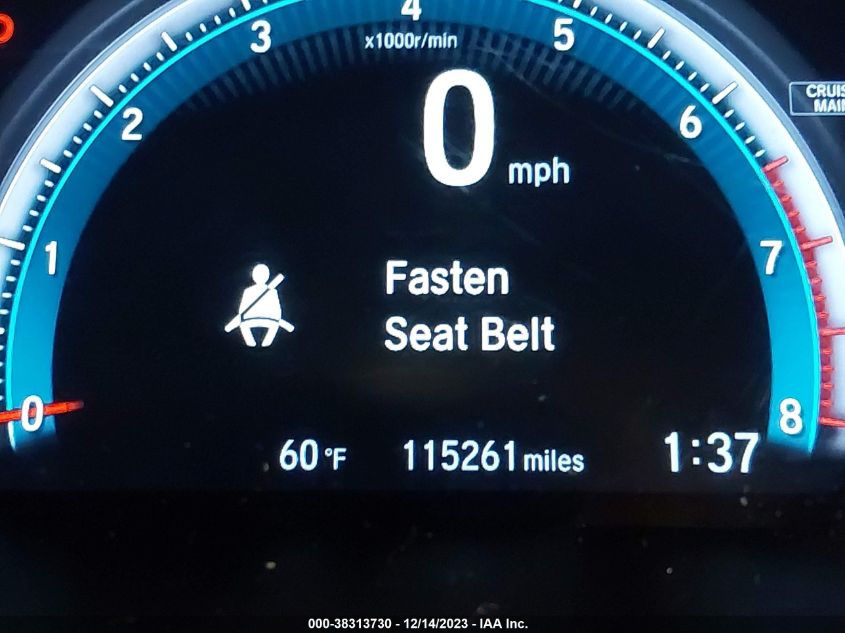 4
3
5
x1000r/min
2
6
CRUIS
MAIN
0
mph
1
7
Fasten
Seat Belt
0
8
60 °F 115261 miles 1:37
000-38313730 - 12/14/2023 - IAA Inc.